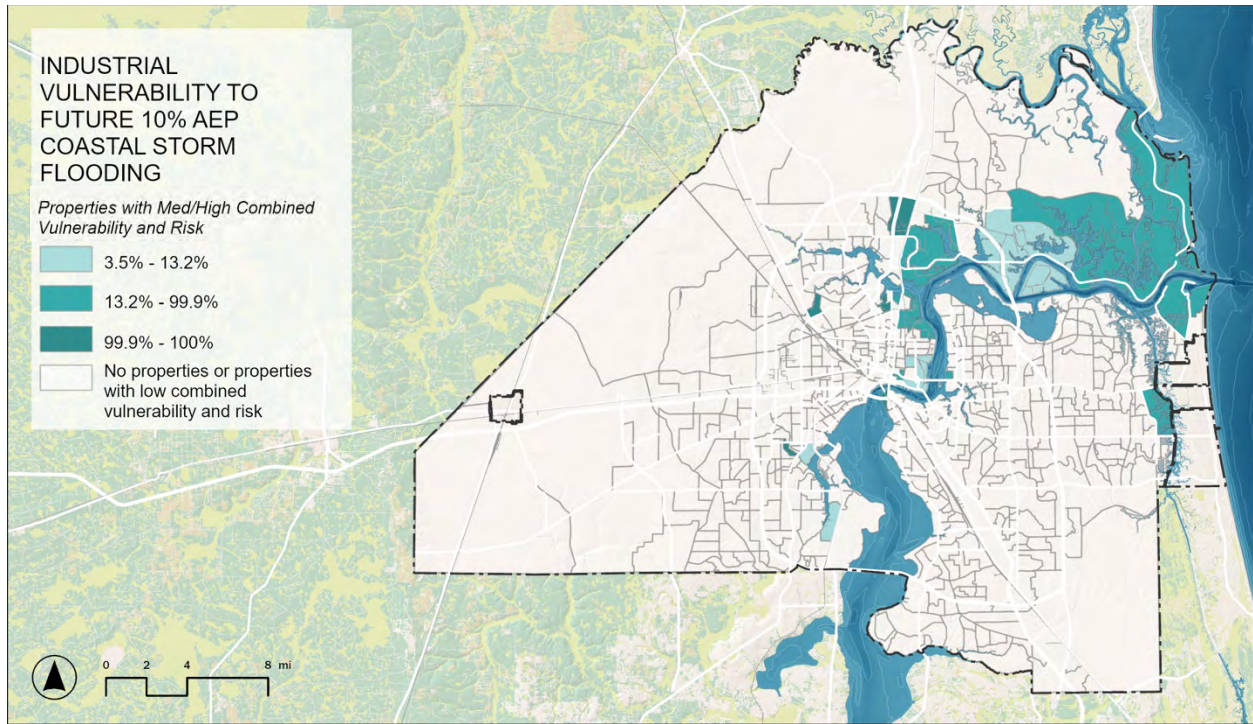 INDUSTRIAL
VULNERABILITY TO
FUTURE 10% AEP
COASTAL STORM
FLOODING
Properties with Med/High Combined
Vulnerability and Risk
3.5% - 13.2%
13.2% - 99.9%
99.9% - 100%
No properties or properties
with low combined
vulnerability and risk
0 2 4 8 mi